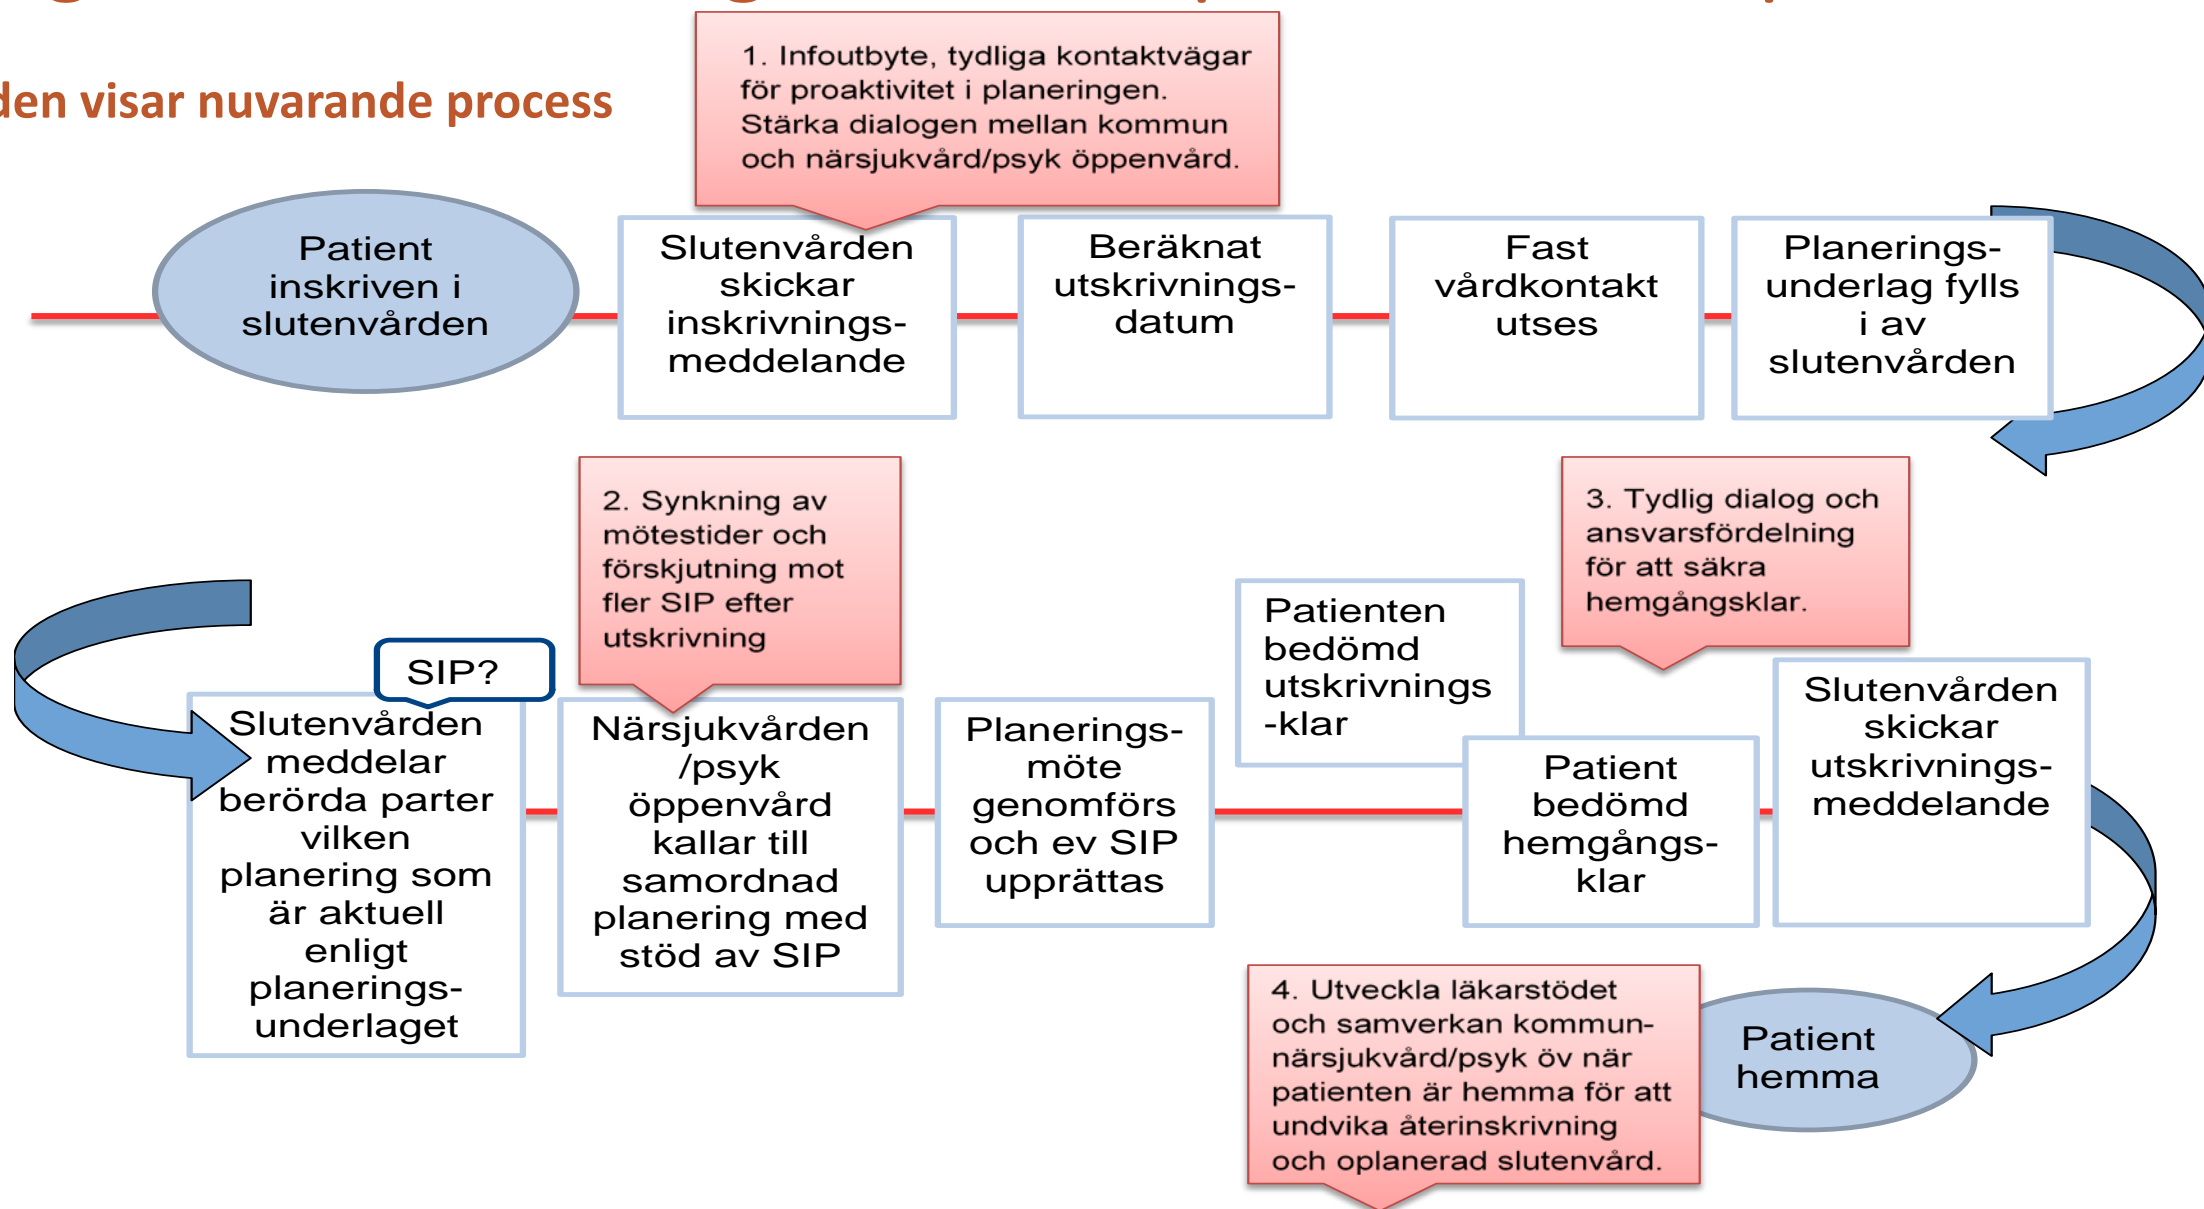 den visar nuvarande process
1. Infoutbyte, tydliga kontaktvägar
för proaktivitet i planeringen.
Stärka dialogen mellan kommun
och närsjukvård/psyk öppenvård.
Patient
inskriven i
slutenvården
Slutenvården
skickar
inskrivnings-
meddelande
Beräknat
utskrivnings-
datum
Fast
vårdkontakt
utses
Planerings-
underlag fylls
i av
slutenvården
2. Synkning av
mötestider och
förskjutning mot
fler SIP efter
utskrivning
3. Tydlig dialog och
ansvarsfördelning
för att säkra
hemgångsklar.
SIP?
Slutenvården
meddelar
berörda parter
vilken
planering som
är aktuell
enligt
planerings-
underlaget
Närsjukvården
/psyk
öppenvård
kallar till
samordnad
planering med
stöd av SIP
Planerings-
möte
genomförs
och ev SIP
upprättas
Patienten
bedömd
utskrivnings
-klar
Patient
bedömd
hemgångs-
klar
Slutenvården
skickar
utskrivnings-
meddelande
4. Utveckla läkarstödet
och samverkan kommun-
närsjukvård/psyk öv när
patienten är hemma för att
undvika återinskrivning
och oplanerad slutenvård.
Patient
hemma